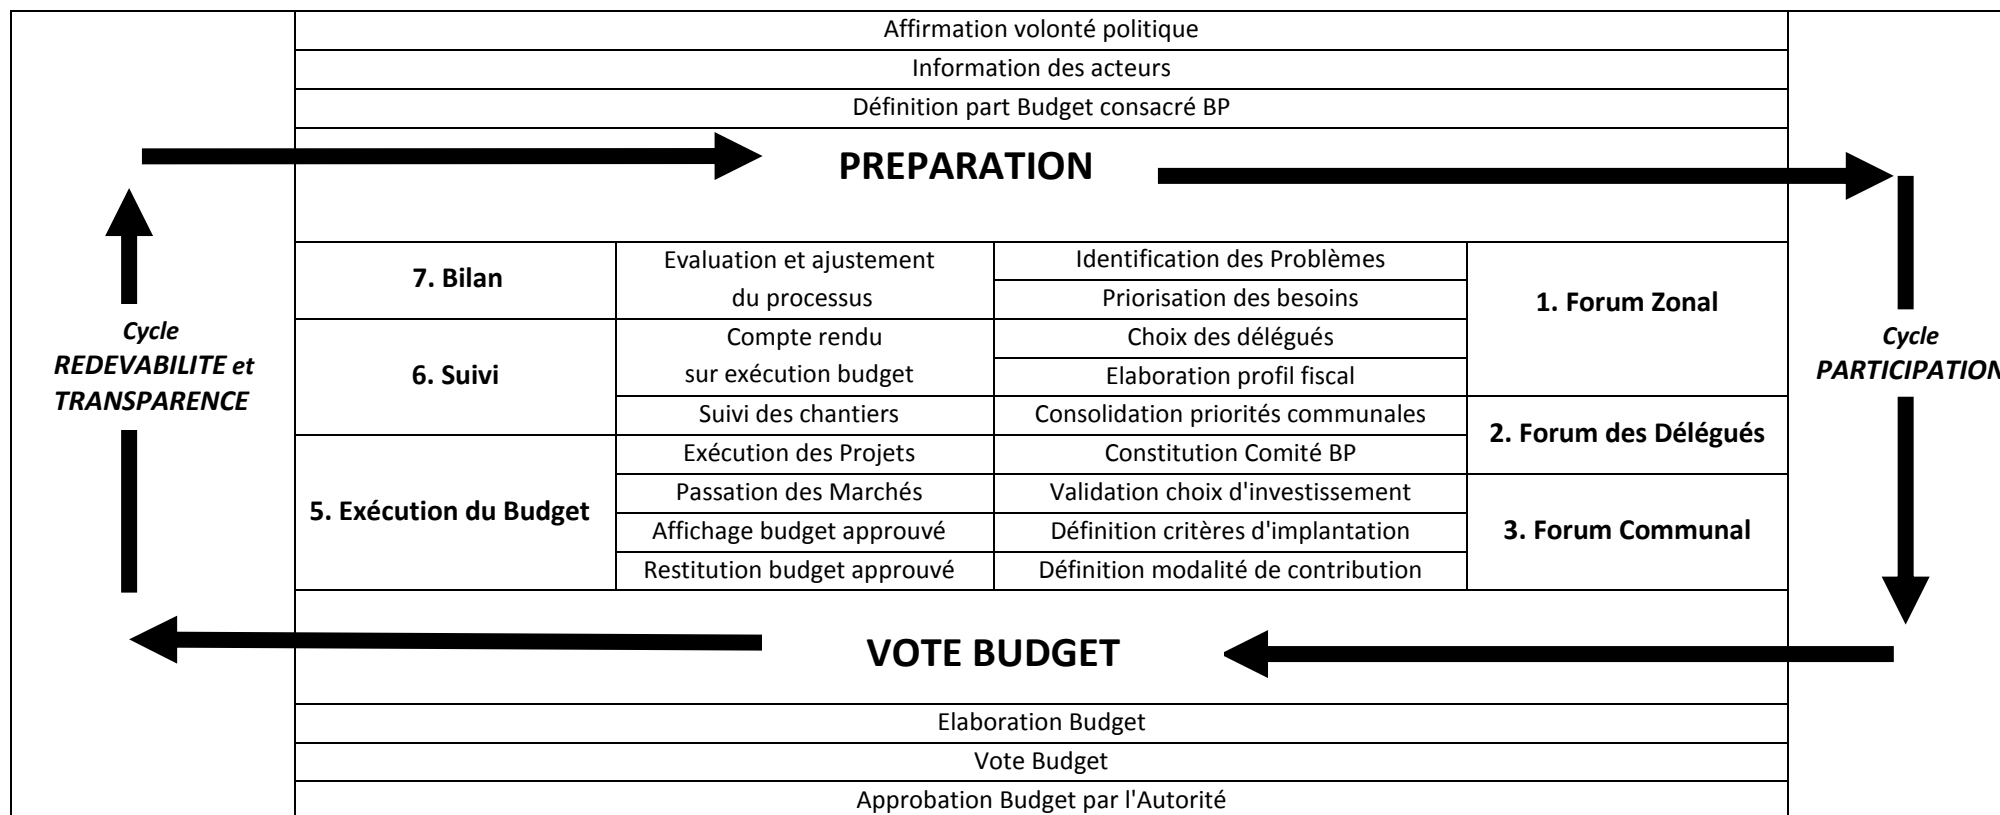 Affirmation volonté politique
Information des acteurs
Définition part Budget consacré BP
PREPARATION
7. Bilan
Evaluation et ajustement
du processus
Identification des Problèmes
Priorisation des besoins
1. Forum Zonal
Cycle
REDEVABILITE et
TRANSPARENCE
6. Suivi
Compte rendu
sur exécution budget
Choix des délégués
Elaboration profil fiscal
Cycle
PARTICIPATION
Suivi des chantiers
Consolidation priorités communales
2. Forum des Délégués
5. Exécution du Budget
Exécution des Projets
Constitution Comité BP
Passation des Marchés
Validation choix d'investissement
3. Forum Communal
Affichage budget approuvé
Définition critères d'implantation
Restitution budget approuvé
Définition modalité de contribution
VOTE BUDGET
Elaboration Budget
Vote Budget
Approbation Budget par l'Autorité